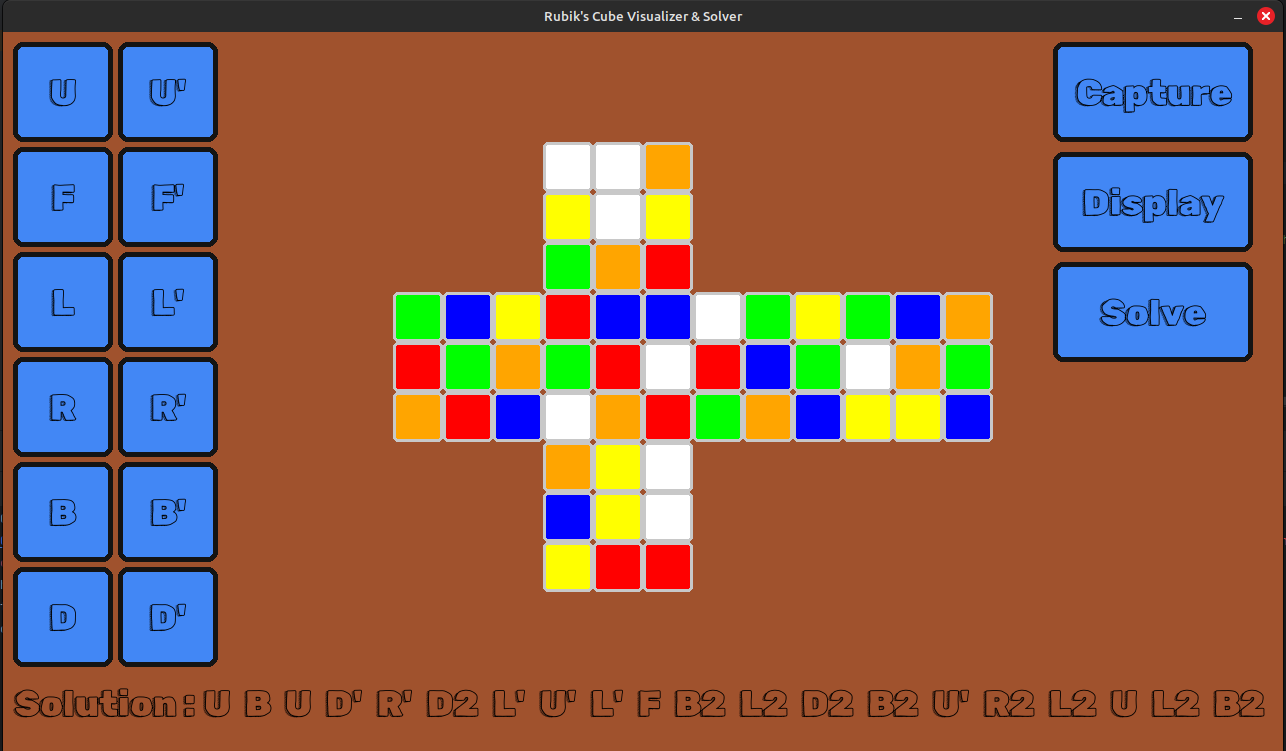 Rubik's Cube Visualizer & Solver
U U' Capture
F F' Display
L L' Solve
R R'
B B'
D D'
Solution : U B U D' R' D2 L' U' L' F B2 L2 D2 B2 U' R2 L2 U L2 B2